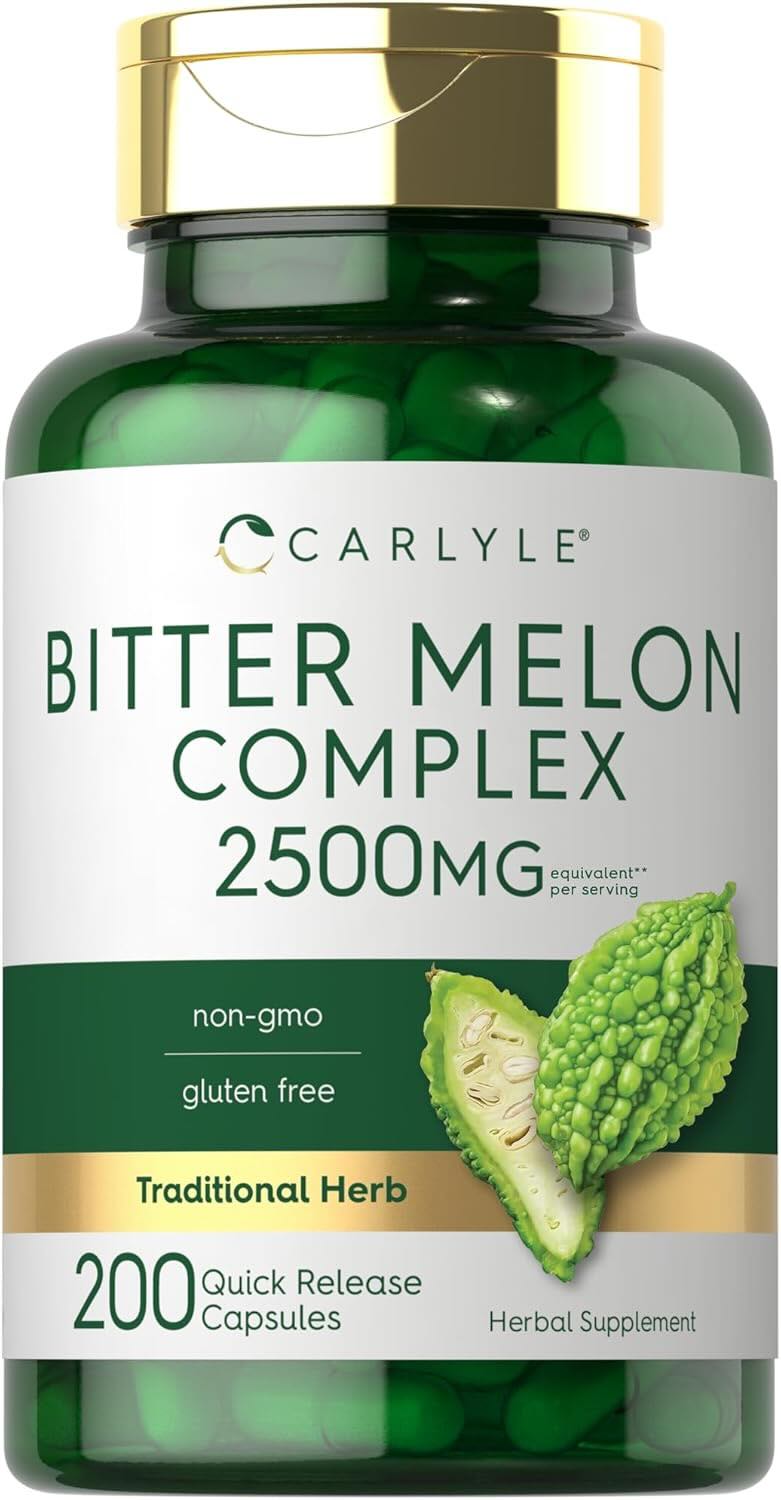 CARLYLE®
BITTER MELON
COMPLEX
2500MG equivalent**
per serving
non-gmo
gluten free
Traditional Herb
200 Quick Release
Capsules
Herbal Supplement